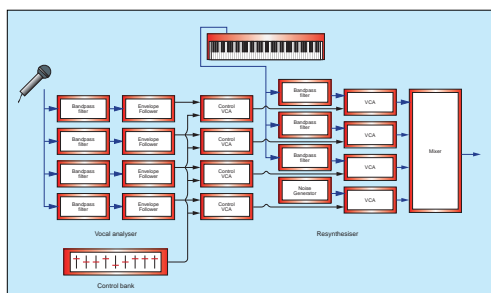 Bandpass
filter
Envelope
Follower
Control
VCA
Bandpass
filter
VCA
Bandpass
filter
Envelope
Follower
Control
VCA
Bandpass
filter
VCA
Bandpass
filter
Envelope
Follower
Control
VCA
Bandpass
filter
VCA
Bandpass
filter
Envelope
Follower
Control
VCA
Noise
Generator
VCA
Mixer
Vocal analyser
Resynthesiser
Control bank